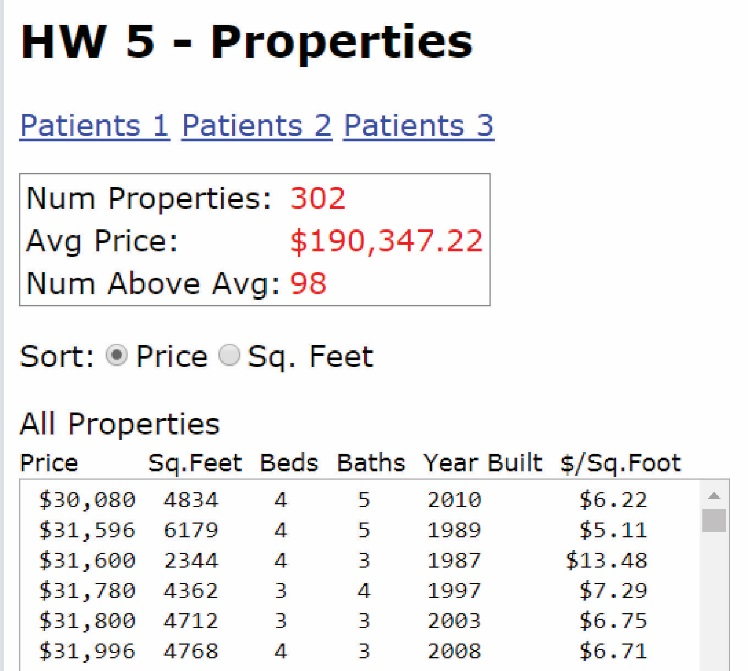 HW 5 - Properties
Patients 1 Patients 2 Patients 3
Num Properties: 302
Avg Price: $190,347.22
Num Above Avg: 98
Sort: Price Sq. Feet
All Properties
Price Sq.Feet Beds Baths Year Built $/Sq.Foot
$30,080 4834 4 5 2010 $6.22
$31,596 6179 4 5 1989 $5.11
$31,600 2344 4 3 1987 $13.48
$31,780 4362 3 4 1997 $7.29
$31,800 4712 3 3 2003 $6.75
$31,996 4768 4 3 2008 $6.71